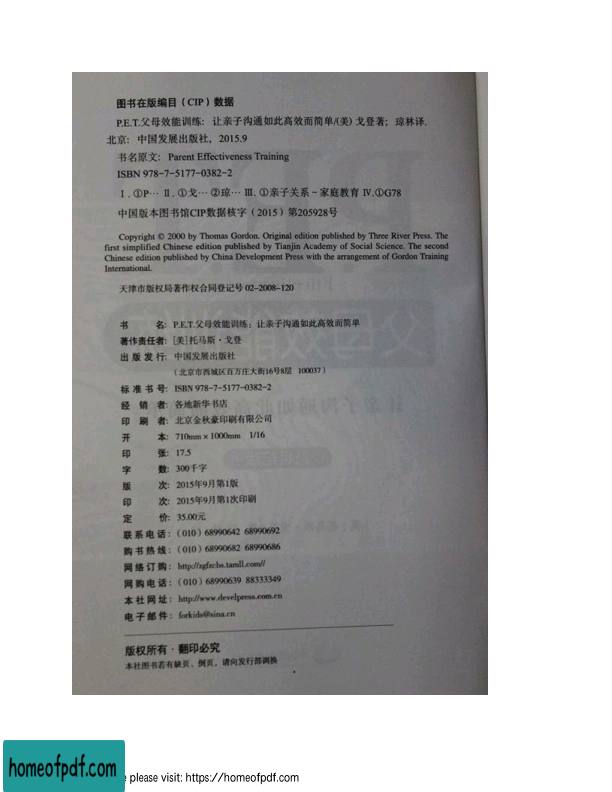 图书在版编目(CIP)数据
P.E.T.父母效能训练:让亲子沟通如此高效而简单/(美)戈登著;琼林译.
北京:中国发展出版社,2015.9
书名原文:Parent Effectiveness Training
ISBN 978-7-5177-0382-2
Ⅰ.①P… Ⅱ.①戈…②琼… Ⅲ.①亲子关系-家庭教育 Ⅳ.①G78
中国版本图书馆CIP数据核字(2015)第205928号
Copyright © 2000 by Thomas Gordon. Original edition published by Three River Press. The
first simplified Chinese edition published by Tianjin Academy of Social Science. The second
Chinese edition published by China Development Press with the arrangement of Gordon Training
International.
天津市版权局著作权合同登记号 02-2008-120
书 名:P.E.T.父母效能训练:让亲子沟通如此高效而简单
著作责任者:[美]托马斯·戈登
出版发行:中国发展出版社
(北京市西城区百万庄大街16号8层 100037)
标准书号:ISBN 978-7-5177-0382-2
经 销 者:各地新华书店
印 刷 者:北京金秋豪印刷有限公司
开 本:710mm×1000mm 1/16
印 张:17.5
字 数:300千字
版 次:2015年9月第1版
印 次:2015年9月第1次印刷
定 价:35.00元
联系电话:(010)68990642 68990692
购书热线:(010)68990682 68990686
网络订购:http://zgfzcbs.tmall.com//
网购电话:(010)68990639 88333349
本社网址:http://www.develpress.com.cn
电子邮件:forkids@sina.cn
版权所有·翻印必究
本社图书若有缺页、倒页,请向发行部调换
homeofpdf.com
please visit: https://homeofpdf.com